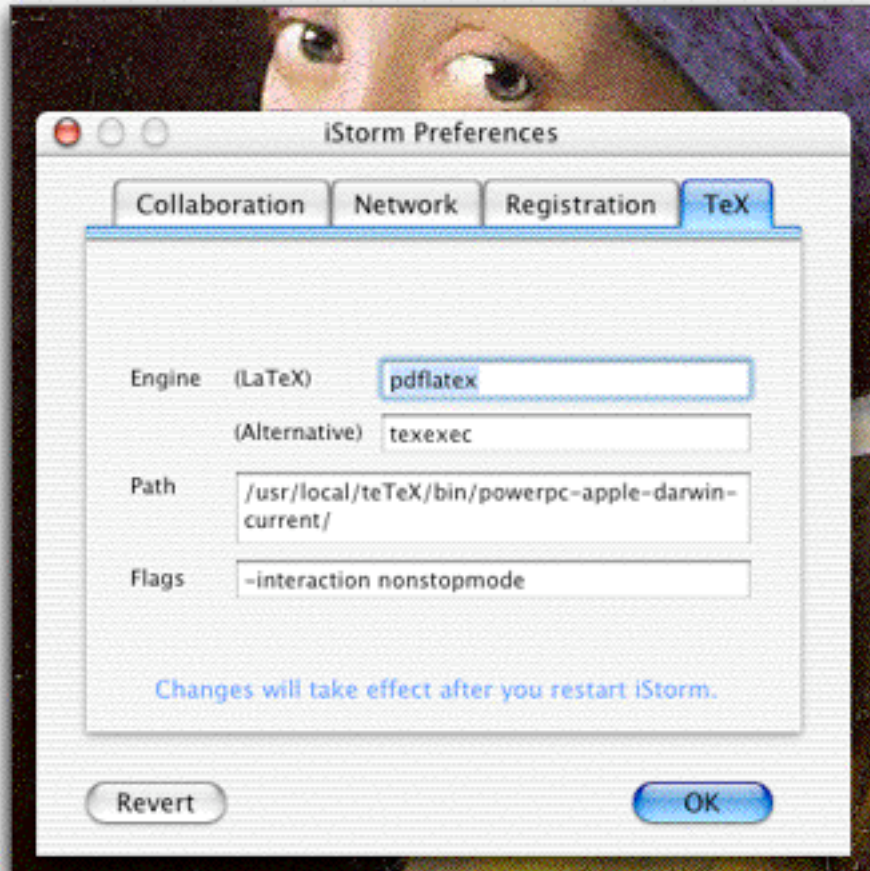 iStorm Preferences
Collaboration Network Registration TeX
Engine (LaTeX) pdflatex
(Alternative) texexec
Path /usr/local/teTeX/bin/powerpc-apple-darwin-
current/
Flags -interaction nonstopmode
Changes will take effect after you restart iStorm.
Revert OK